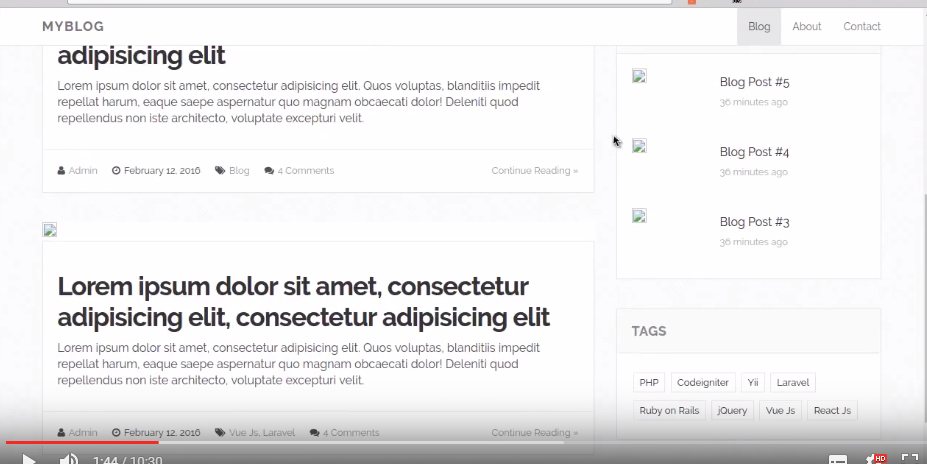 MYBLOG
Blog
About
Contact
adipisicing elit
Lorem ipsum dolor sit amet, consectetur adipisicing elit. Quos voluptas, blanditiis impedit
repellat harum, eaque saepe aspernatur quo magnam obcaecati dolor! Deleniti quod
repellendus non iste architecto, voluptate excepturi velit.
Admin
February 12, 2016
Blog
4 Comments
Continue Reading »
Lorem ipsum dolor sit amet, consectetur
adipisicing elit, consectetur adipisicing elit
Lorem ipsum dolor sit amet, consectetur adipisicing elit. Quos voluptas, blanditiis impedit
repellat harum, eaque saepe aspernatur quo magnam obcaecati dolor! Deleniti quod
repellendus non iste architecto, voluptate excepturi velit.
Admin
February 12, 2016
Vue Js, Laravel
4 Comments
Continue Reading »
Blog Post #5
36 minutes ago
Blog Post #4
36 minutes ago
Blog Post #3
36 minutes ago
TAGS
PHP
Codeigniter
Yii
Laravel
Ruby on Rails
jQuery
Vue Js
React Js
1:44 / 10:30
HD